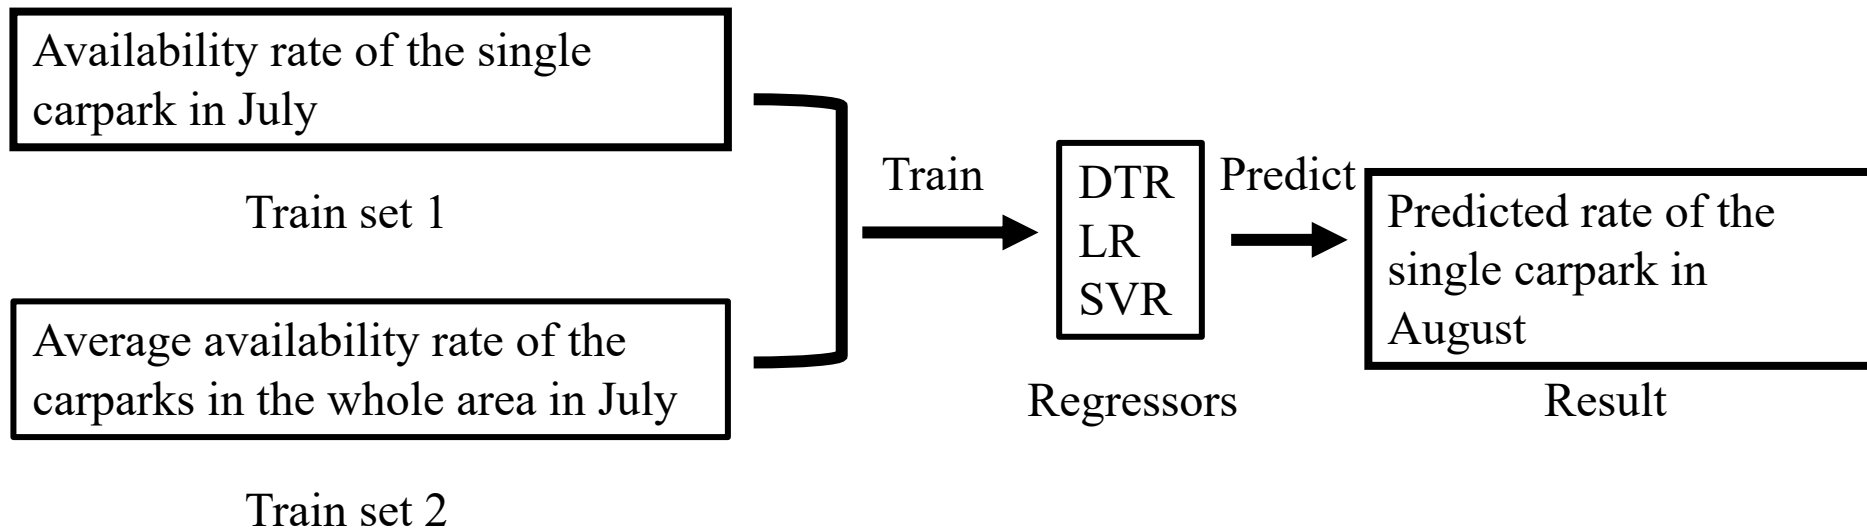 Availability rate of the single
carpark in July
Train set 1
Average availability rate of the
carparks in the whole area in July
Train set 2
Train
DTR
LR
SVR
Regressors
Predict
Predicted rate of the
single carpark in
August
Result